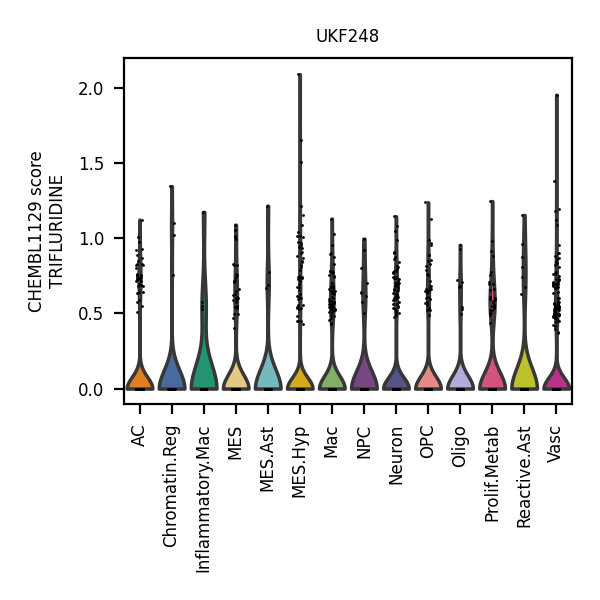 UKF248
CHEMBL1129 score
TRIFLURIDINE
2.0
1.5
1.0
0.5
0.0
AC
Chromatin.Reg
Inflammatory.Mac
MES
MES.Ast
MES.Hyp
Mac
NPC
Neuron
OPC
Oligo
Prolif.Metab
Reactive.Ast
Vasc